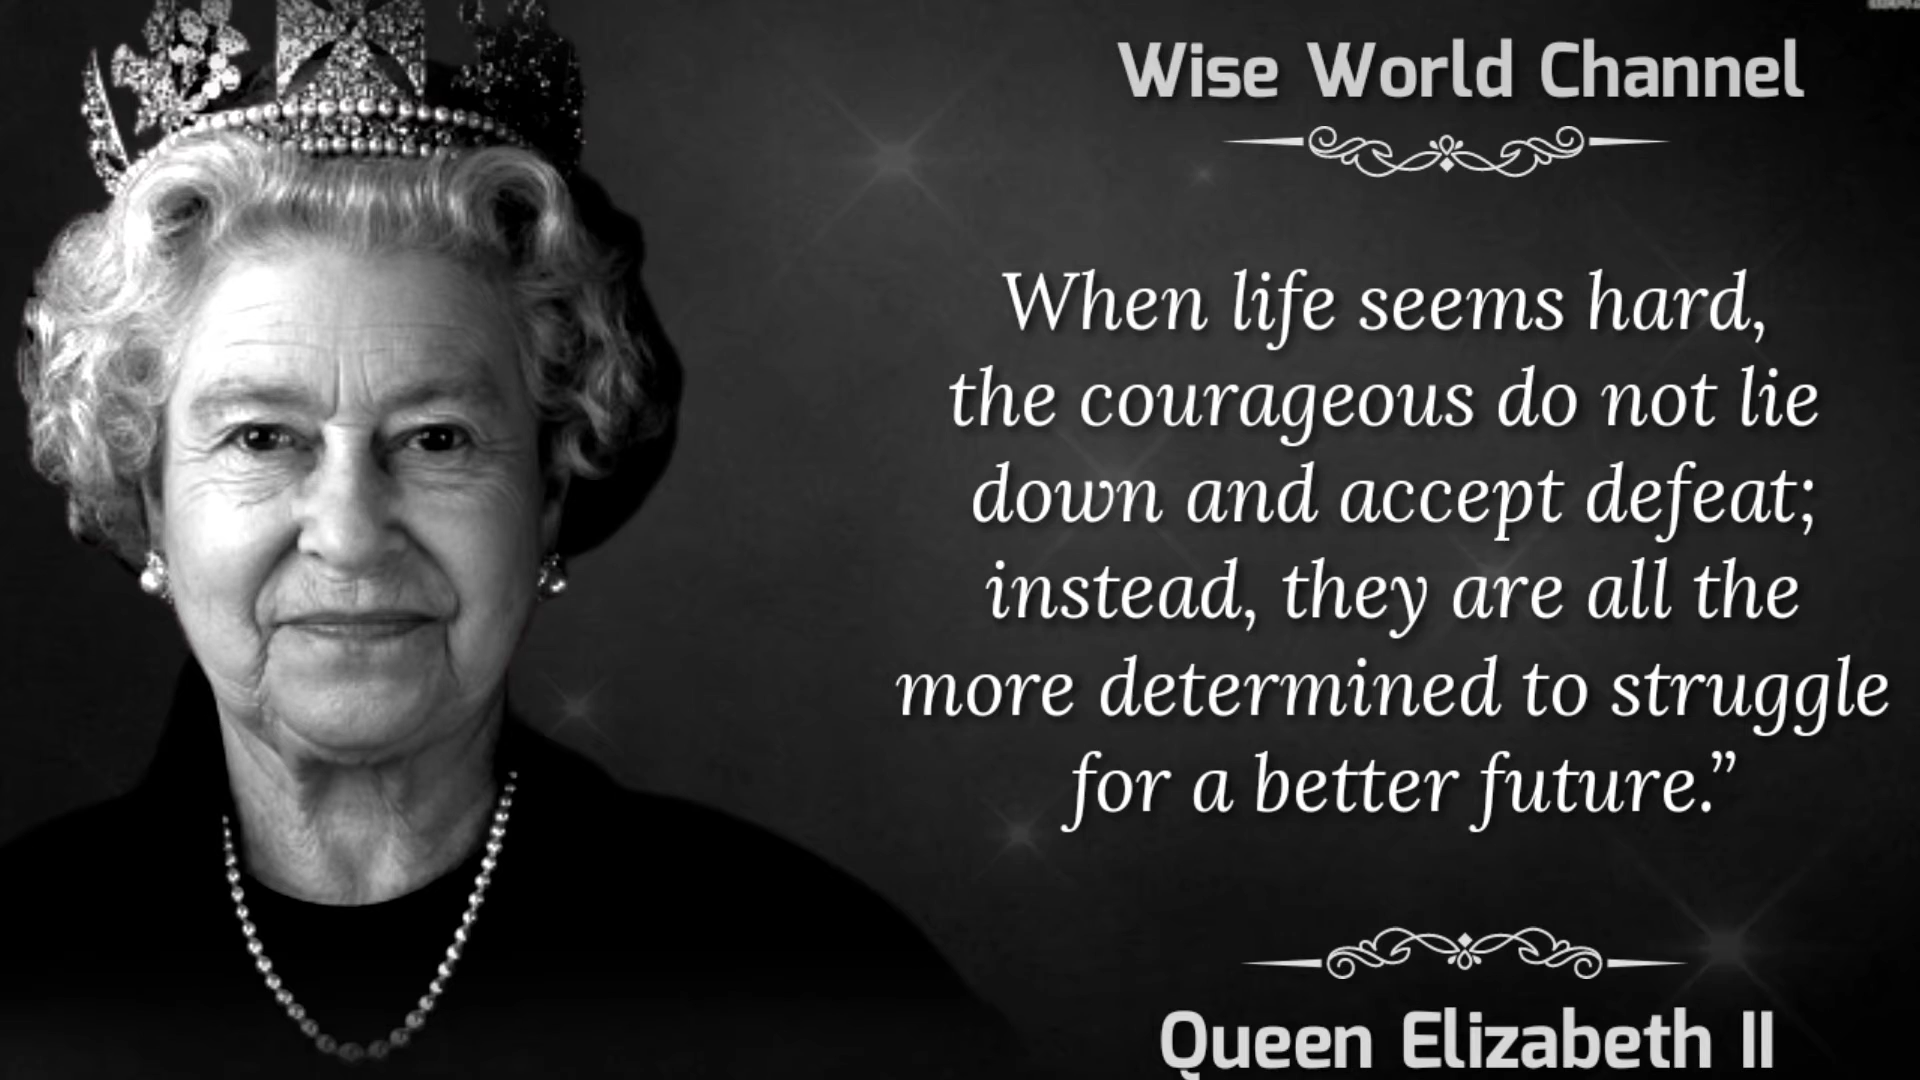 Wise World Channel
When life seems hard,
the courageous do not lie
down and accept defeat;
instead, they are all the
more determined to struggle
for a better future.”
Queen Elizabeth II